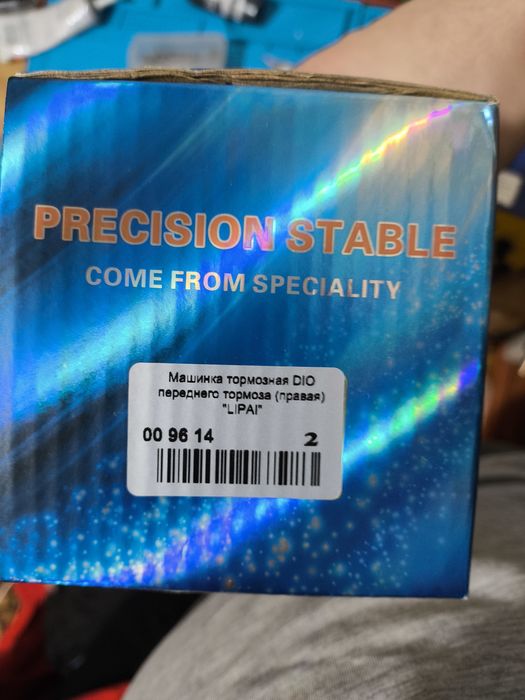 PRECISION STABLE
COME FROM SPECIALITY
Машинка тормозная DIO
переднего тормоза (правая)
"LIPAI"
00 96 14 2